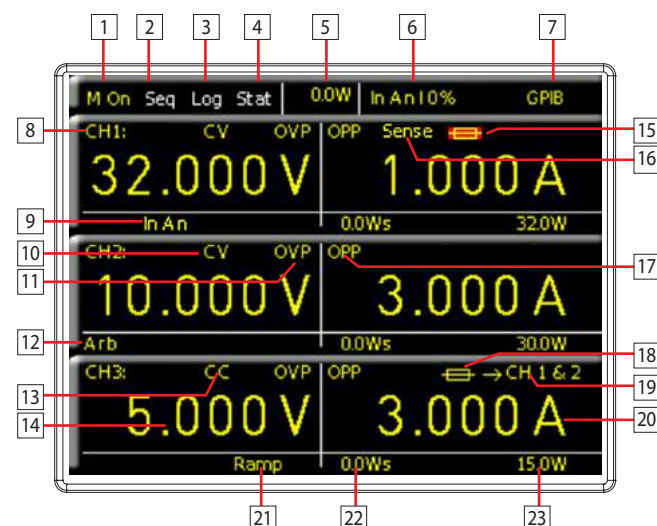 1 2 3 4 5 6 7
M On Seq Log Stat 0.0W In An I 0% GPIB
8 CH1: CV OVP OPP Sense 15
16
32.000 V 1.000 A
9 In An 0.0Ws 32.0W
10 CH2: CV OVP OPP 17
11
10.000 V 3.000 A
12 Arb 0.0Ws 30.0W 18
CH3: CC OVP OPP → CH 1 & 2 19
13
14 5.000 V 3.000 A 20
Ramp 0.0Ws 15.0W
21 22 23